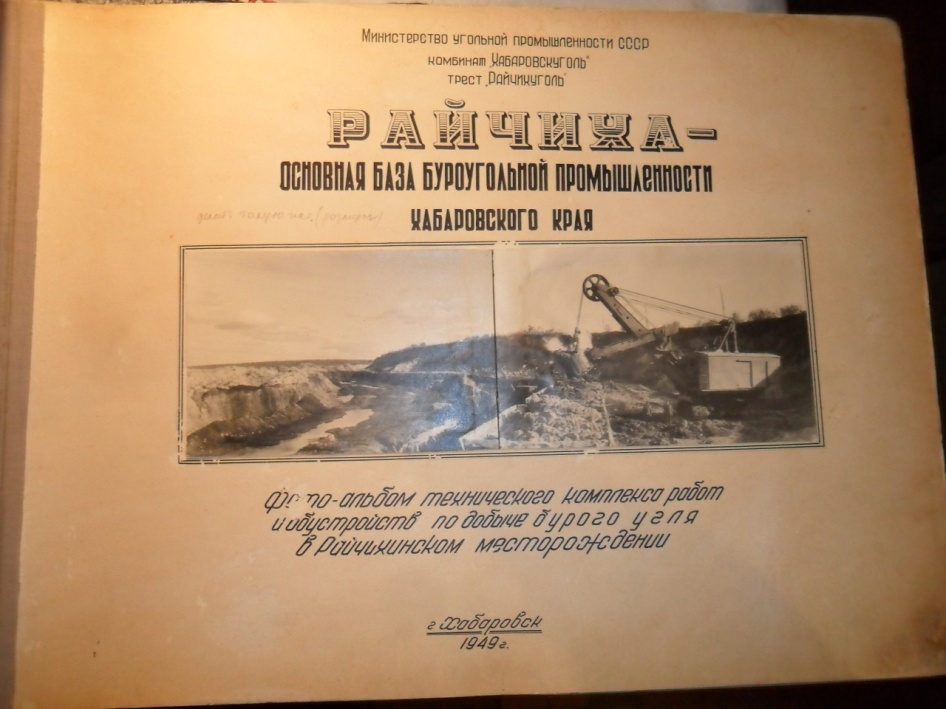 Министерство угольной промышленности СССР
комбинат „Хабаровскуголь"
трест „Райчихуголь"
РАЙЧИХА-
ОСНОВНАЯ БАЗА БУРОУГОЛЬНОЙ ПРОМЫШЛЕННОСТИ
ХАБАРОВСКОГО КРАЯ
фото-альбом технического комплекса работ
и обустройств по добыче бурого угля
в Райчихинском месторождении
г Хабаровск
1949 г.